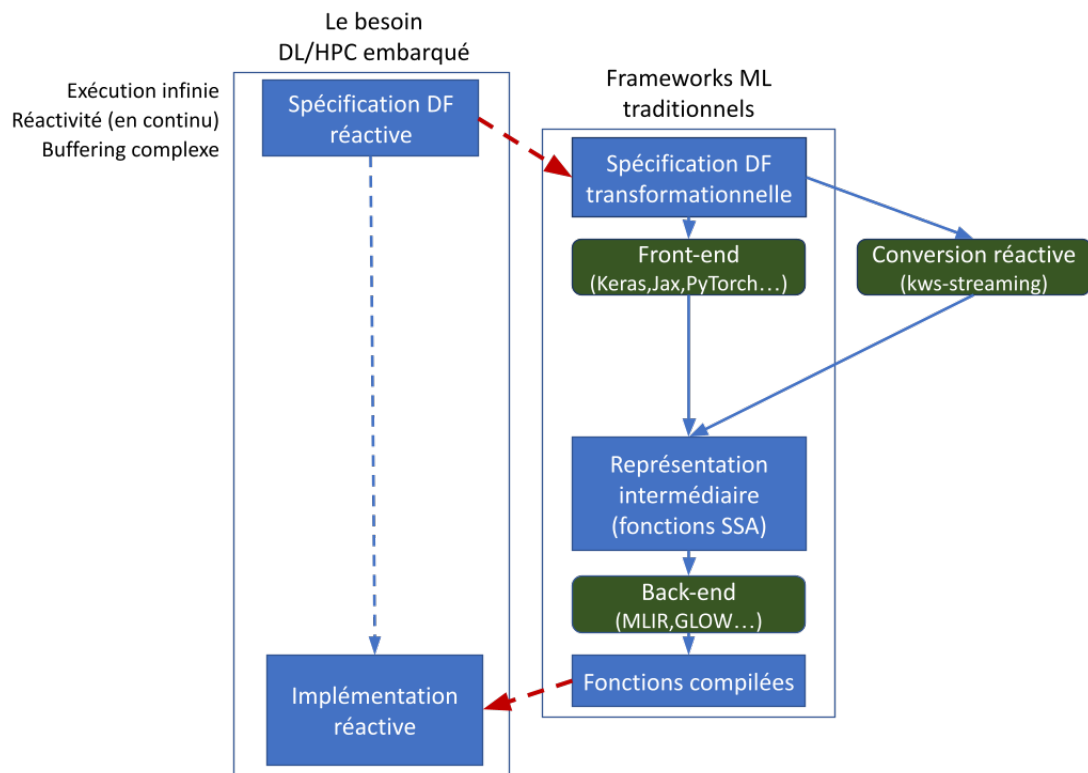 Le besoin
DL/HPC embarqué
Exécution infinie
Réactivité (en continu)
Buffering complexe
Spécification DF
réactive
Frameworks ML
traditionnels
Spécification DF
transformationnelle
Front-end
(Keras,Jax,PyTorch...)
Conversion réactive
(kws-streaming)
Représentation
intermédiaire
(fonctions SSA)
Back-end
(MLIR,GLOW...)
Fonctions compilées
Implémentation
réactive